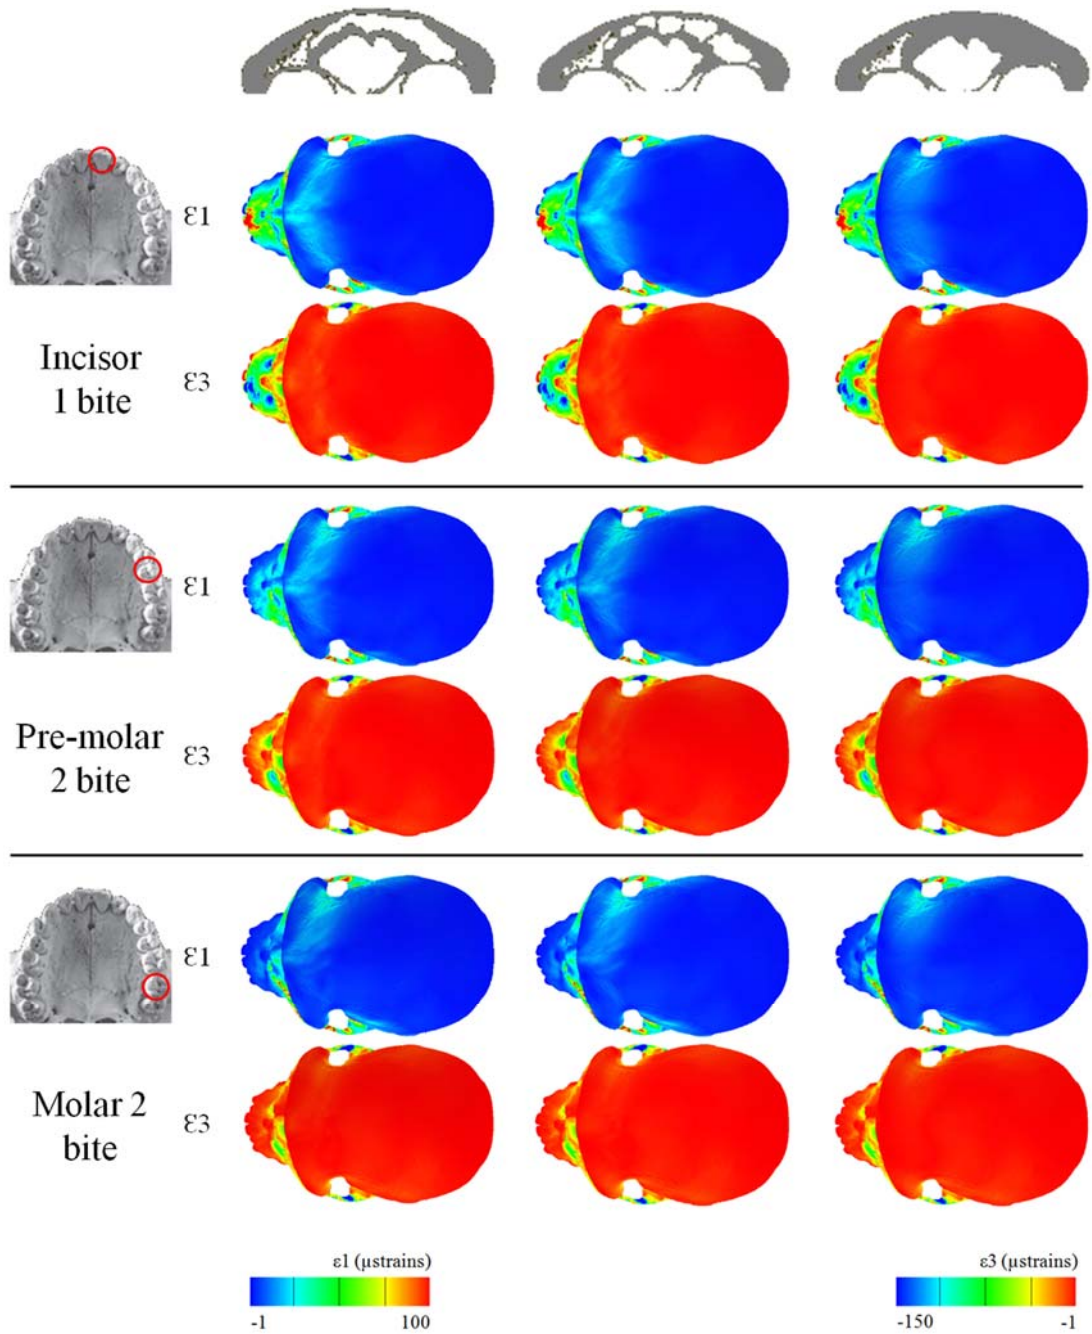 ε1
Incisor
1 bite
ε3
ε1
Pre-molar
2 bite
ε3
ε1
Molar 2
bite
ε3
ε1 (µstrains)
-1 100
ε3 (µstrains)
-150 -1